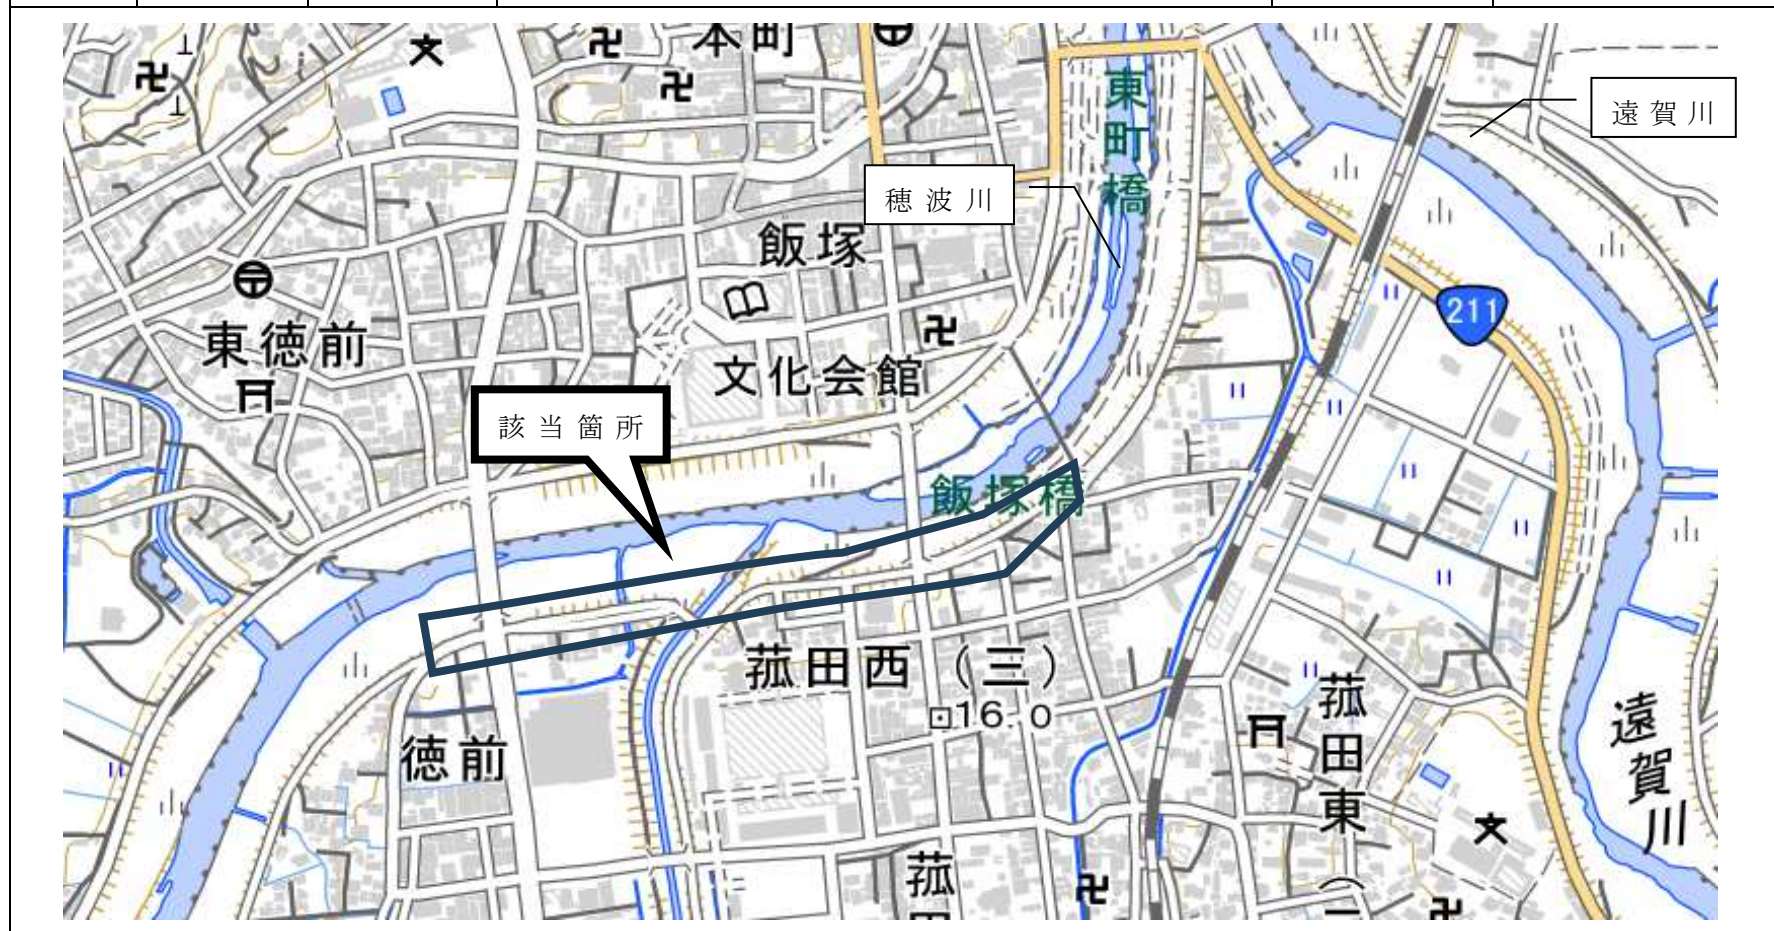 本町
東町橋
遠賀川
穂波川
飯塚
211
東徳前
文化会館
該当箇所
飯塚橋
菰田西(三)
16.0
徳前
菰田東(
遠賀川
菰